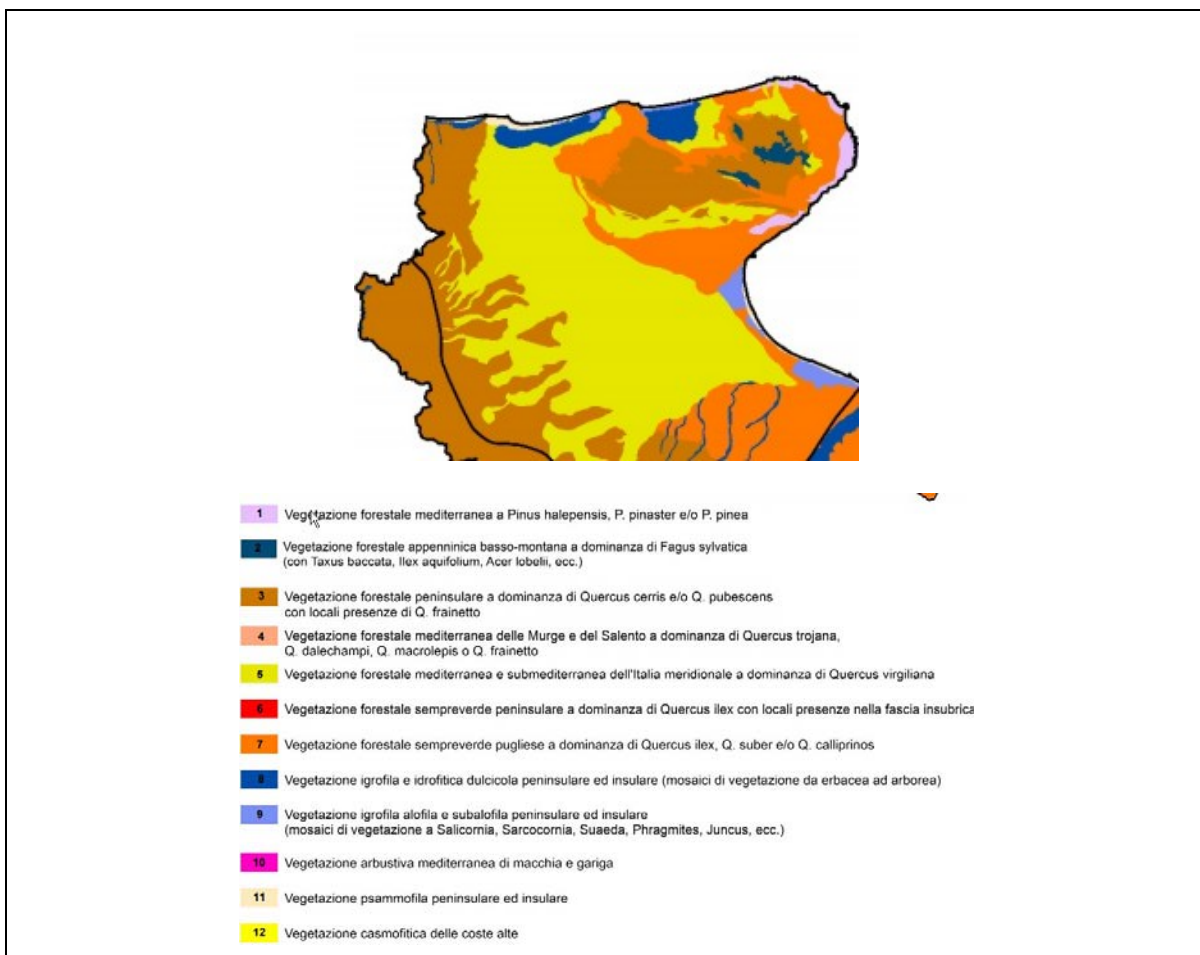 1 Vegetazione forestale mediterranea a Pinus halepensis, P. pinaster e/o P. pinea
2 Vegetazione forestale appenninica basso-montana a dominanza di Fagus sylvatica
(con Taxus baccata, Ilex aquifolium, Acer lobelii, ecc.)
3 Vegetazione forestale peninsulare a dominanza di Quercus cerris e/o Q. pubescens
con locali presenze di Q. frainetto
4 Vegetazione forestale mediterranea delle Murge e del Salento a dominanza di Quercus trojana,
Q. dalechampi, Q. macrolepis o Q. frainetto
5 Vegetazione forestale mediterranea e submediterranea dell'Italia meridionale a dominanza di Quercus virgiliana
6 Vegetazione forestale sempreverde peninsulare a dominanza di Quercus ilex con locali presenze nella fascia insubrica
7 Vegetazione forestale sempreverde pugliese a dominanza di Quercus ilex, Q. suber e/o Q. calliprinos
8 Vegetazione igrofila e idrofitica dulcicola peninsulare ed insulare (mosaici di vegetazione da erbacea ad arborea)
9 Vegetazione igrofila alofila e subalofila peninsulare ed insulare
(mosaici di vegetazione a Salicornia, Sarcocornia, Suaeda, Phragmites, Juncus, ecc.)
10 Vegetazione arbustiva mediterranea di macchia e gariga
11 Vegetazione psammofila peninsulare ed insulare
12 Vegetazione casmofitica delle coste alte